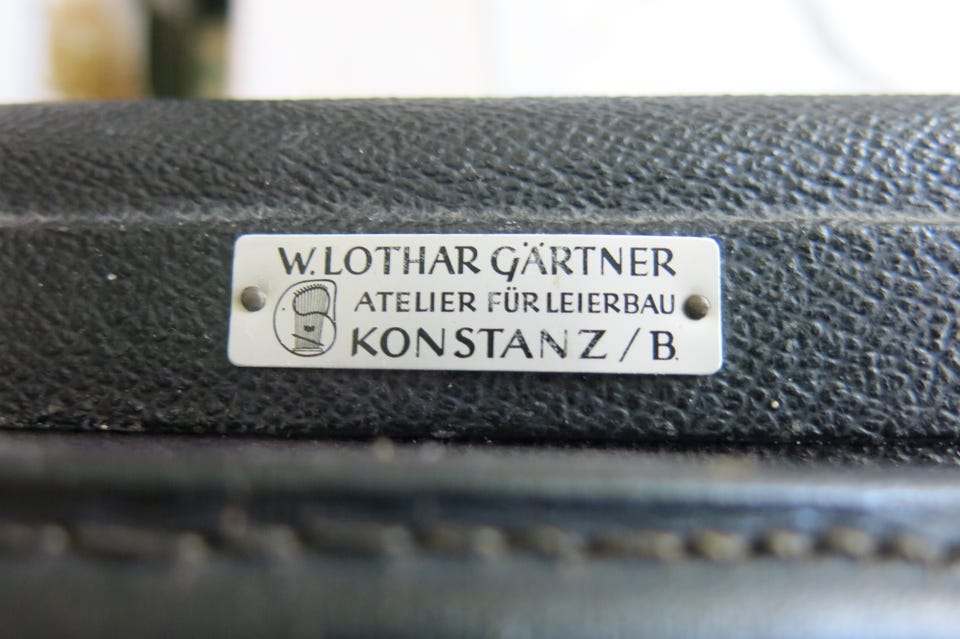 W. LOTHAR GÄRTNER
ATELIER FÜR LEIERBAU
KONSTANZ / B.